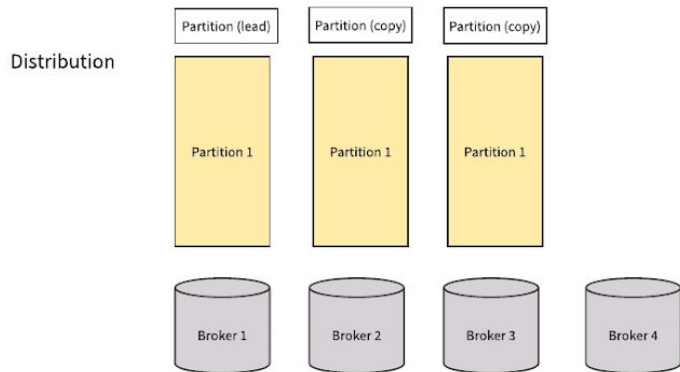 Partition (lead)
Partition (copy)
Partition (copy)
Distribution
Partition 1
Partition 1
Partition 1
Broker 1
Broker 2
Broker 3
Broker 4